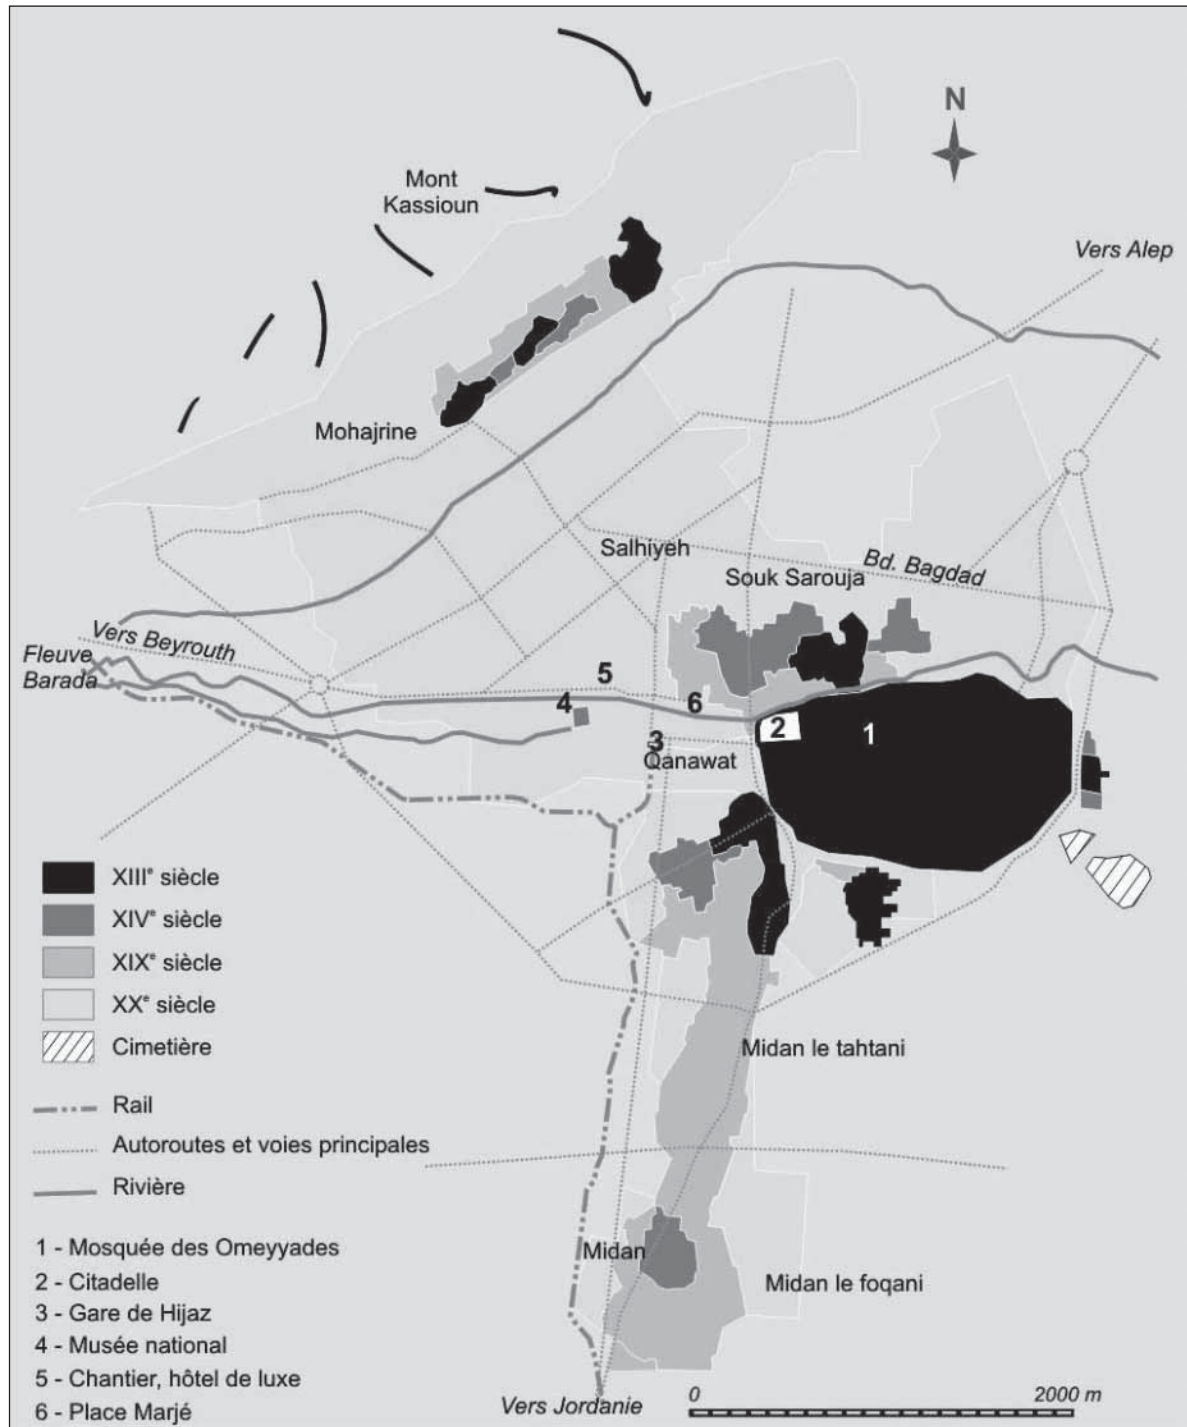 N
Mont
Kassioun
Vers Alep
Mohajrine
Salhiyeh
Souk Sarouja
Bd. Bagdad
Vers Beyrouth
Fleuve
Barada
5
4
6
2
1
3
Qanawat
XIIIe siècle
XIVe siècle
XIXe siècle
XXe siècle
Cimetière
Midan le tahtani
Rail
Autoroutes et voies principales
Rivière
Midan
Midan le foqani
1 - Mosquée des Omeyyades
2 - Citadelle
3 - Gare de Hijaz
4 - Musée national
5 - Chantier, hôtel de luxe
6 - Place Marjé
Vers Jordanie
0 2000 m